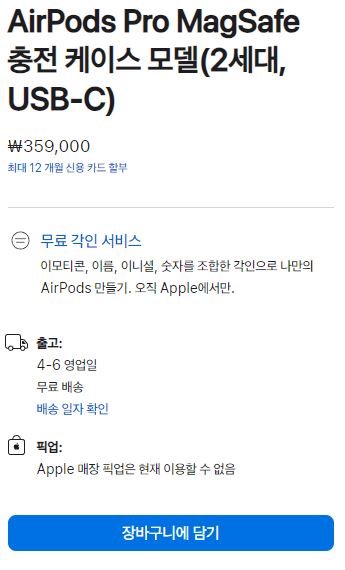 AirPods Pro MagSafe
충전 케이스 모델(2세대,
USB-C)
₩359,000
최대 12 개월 신용 카드 할부
무료 각인 서비스
이모티콘, 이름, 이니셜, 숫자를 조합한 각인으로 나만의
AirPods 만들기. 오직 Apple에서만.
출고:
4-6 영업일
무료 배송
배송 일자 확인
픽업:
Apple 매장 픽업은 현재 이용할 수 없음
장바구니에 담기